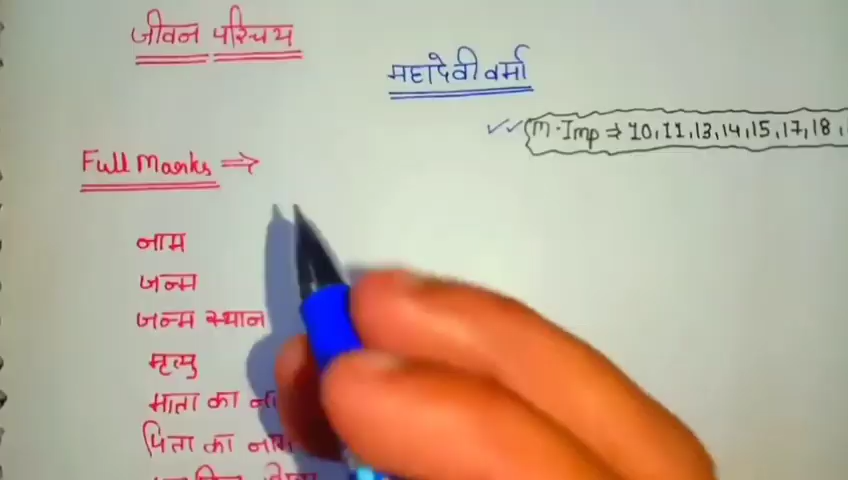 जीवन परिचय
महादेवी वर्मा
m. Imp ⇒ 10, 11, 13, 14, 15, 17, 18,
Full Marks ⇒
नाम
जन्म
जन्म स्थान
मृत्यु
माता का
पिता का नाम